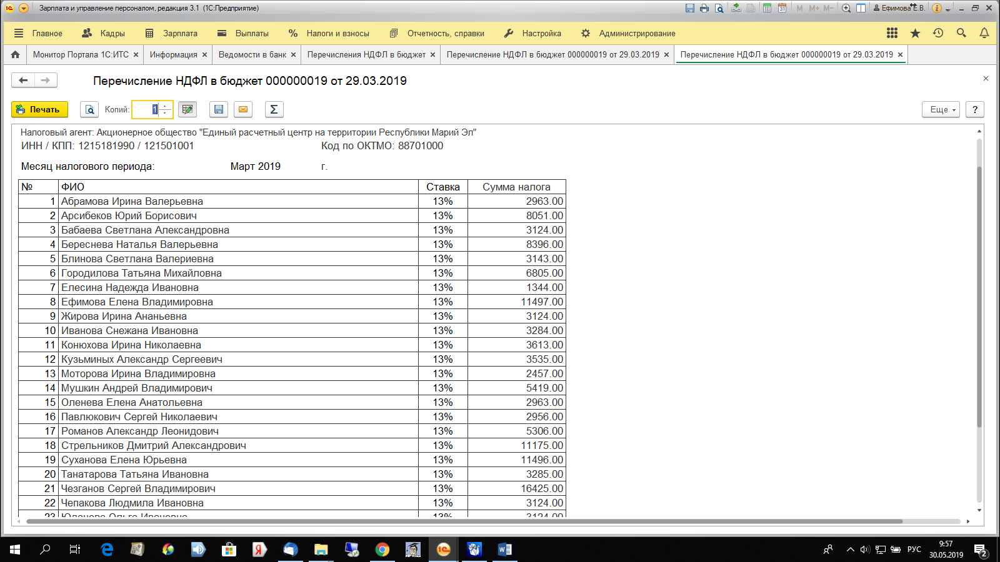 Зарплата и управление персоналом, редакция 3.1 (1С:Предприятие)
M M+ M- Ефимова Е.В.
Главное Кадры Зарплата Выплаты Налоги и взносы Отчетность, справки Настройка Администрирование
Монитор Портала 1С:ИТС Информация Ведомости в банк Перечисления НДФЛ в бюджет Перечисление НДФЛ в бюджет 000000019 от 29.03.2019 Перечисление НДФЛ в бюджет 000000019 от 29.03.2019
Перечисление НДФЛ в бюджет 000000019 от 29.03.2019
Печать Копий: 1 Σ Еще ?
Налоговый агент: Акционерное общество "Единый расчетный центр на территории Республики Марий Эл"
ИНН / КПП: 1215181990 / 121501001 Код по ОКТМО: 88701000
Месяц налогового периода: Март 2019 г.
№ ФИО Ставка Сумма налога
1 Абрамова Ирина Валерьевна 13% 2963.00
2 Арсибеков Юрий Борисович 13% 8051.00
3 Бабаева Светлана Александровна 13% 3124.00
4 Береснева Наталья Валерьевна 13% 8396.00
5 Блинова Светлана Валериевна 13% 3143.00
6 Городилова Татьяна Михайловна 13% 6805.00
7 Елесина Надежда Ивановна 13% 1344.00
8 Ефимова Елена Владимировна 13% 11497.00
9 Жирова Ирина Ананьевна 13% 3124.00
10 Иванова Снежана Ивановна 13% 3284.00
11 Конюхова Ирина Николаевна 13% 3613.00
12 Кузьминых Александр Сергеевич 13% 3535.00
13 Моторова Ирина Владимировна 13% 2457.00
14 Мушкин Андрей Владимирович 13% 5419.00
15 Оленева Елена Анатольевна 13% 2963.00
16 Павлюкович Сергей Николаевич 13% 2956.00
17 Романов Александр Леонидович 13% 5306.00
18 Стрельников Дмитрий Александрович 13% 11175.00
19 Суханова Елена Юрьевна 13% 11496.00
20 Танатарова Татьяна Ивановна 13% 3285.00
21 Чезганов Сергей Владимирович 13% 16425.00
22 Чепакова Людмила Ивановна 13% 3124.00
23 Ольга Ивановна 13% 3124.00
РУС 9:57
30.05.2019 2